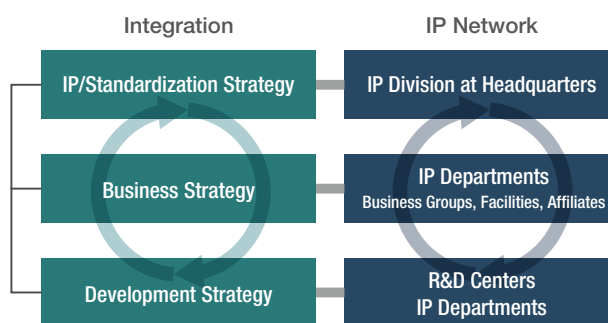 Integration
IP Network
IP/Standardization Strategy
IP Division at Headquarters
Business Strategy
IP Departments
Business Groups, Facilities, Affiliates
Development Strategy
R&D Centers
IP Departments